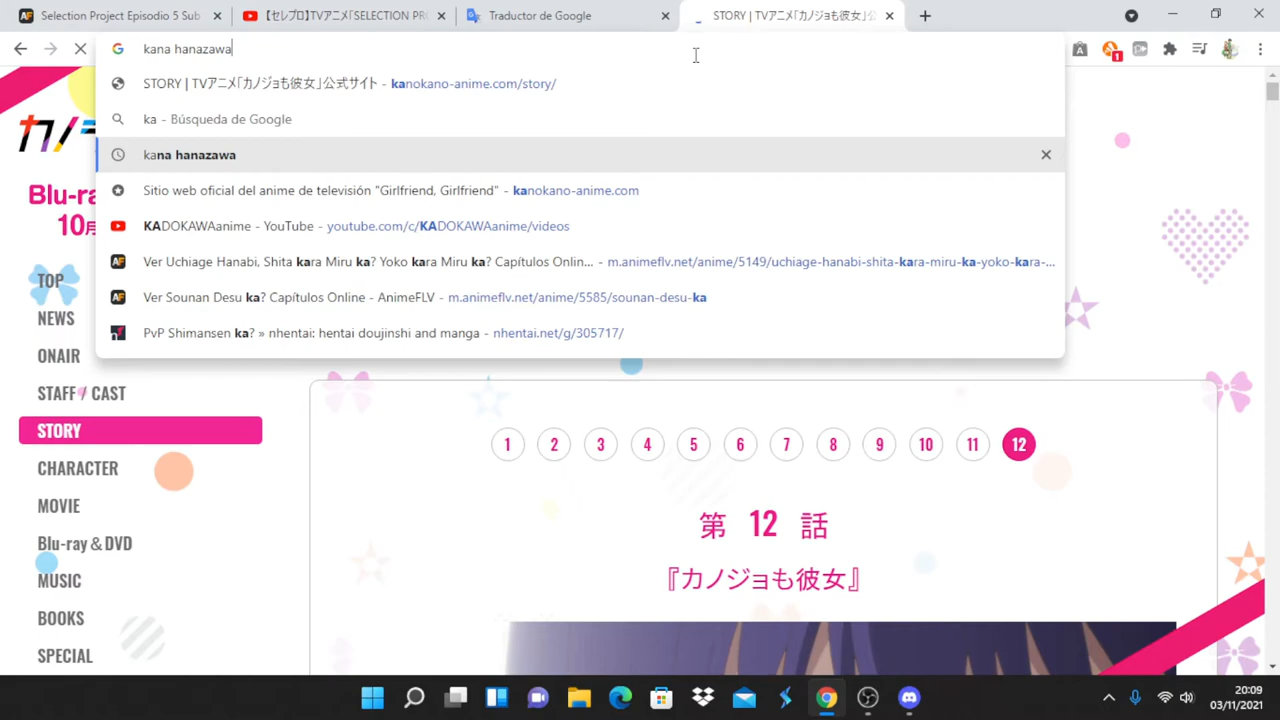 Selection Project Episodio 5 Sub
【セレプロ】TVアニメ「SELECTION PRO
Traductor de Google
STORY | TVアニメ「カノジョも彼女」公
kana hanazawa
STORY | TVアニメ「カノジョも彼女」公式サイト - kanokano-anime.com/story/
ka - Búsqueda de Google
kana hanazawa
Sitio web oficial del anime de televisión "Girlfriend, Girlfriend" - kanokano-anime.com
KADOKAWAanime - YouTube - youtube.com/c/KADOKAWAanime/videos
Ver Uchiage Hanabi, Shita kara Miru ka? Yoko kara Miru ka? Capítulos Onlin... - m.animeflv.net/anime/5149/uchiage-hanabi-shita-kara-miru-ka-yoko-kara-...
Ver Sounan Desu ka? Capítulos Online - AnimeFLV - m.animeflv.net/anime/5585/sounan-desu-ka
PvP Shimansen ka? » nhentai: hentai doujinshi and manga - nhentai.net/g/305717/
カノ
Blu-ra
10月
TOP
NEWS
ONAIR
STAFF / CAST
STORY
CHARACTER
MOVIE
Blu-ray＆DVD
MUSIC
BOOKS
SPECIAL
1 2 3 4 5 6 7 8 9 10 11 12
第 12 話
『カノジョも彼女』
20:09
03/11/2021